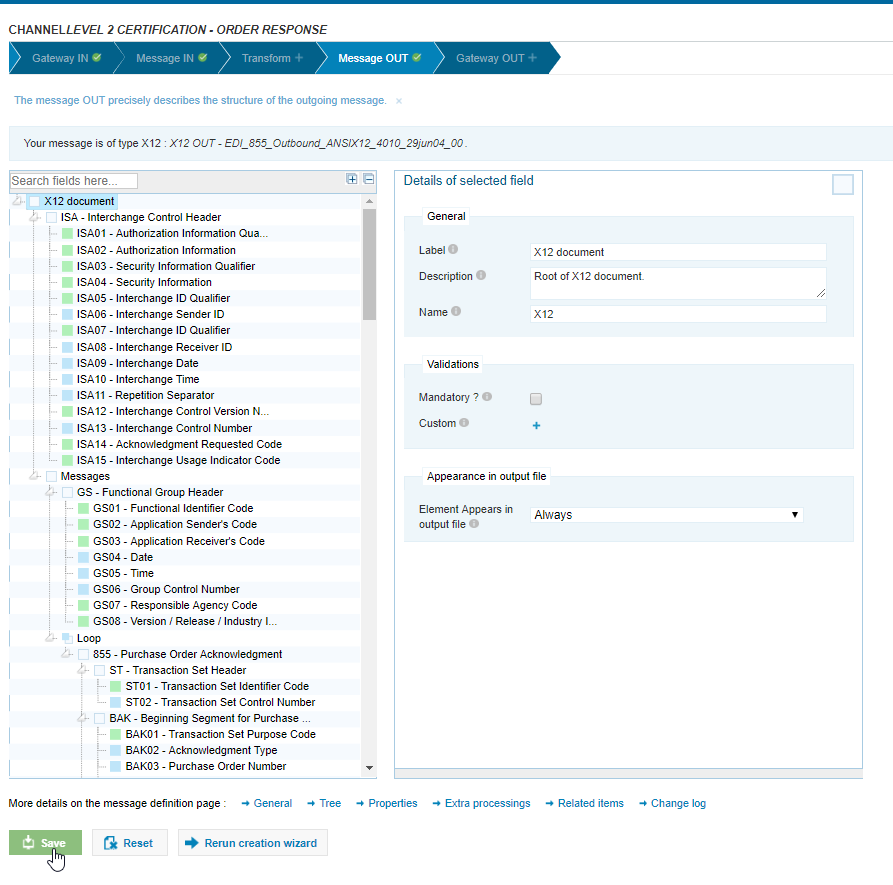 CHANNELLEVEL 2 CERTIFICATION - ORDER RESPONSE
Gateway IN
Message IN
Transform +
Message OUT
Gateway OUT +
The message OUT precisely describes the structure of the outgoing message. ×
Your message is of type X12 : X12 OUT - EDI_855_Outbound_ANSIX12_4010_29jun04_00 .
Search fields here...
X12 document
ISA - Interchange Control Header
ISA01 - Authorization Information Qua...
ISA02 - Authorization Information
ISA03 - Security Information Qualifier
ISA04 - Security Information
ISA05 - Interchange ID Qualifier
ISA06 - Interchange Sender ID
ISA07 - Interchange ID Qualifier
ISA08 - Interchange Receiver ID
ISA09 - Interchange Date
ISA10 - Interchange Time
ISA11 - Repetition Separator
ISA12 - Interchange Control Version N...
ISA13 - Interchange Control Number
ISA14 - Acknowledgment Requested Code
ISA15 - Interchange Usage Indicator Code
Messages
GS - Functional Group Header
GS01 - Functional Identifier Code
GS02 - Application Sender's Code
GS03 - Application Receiver's Code
GS04 - Date
GS05 - Time
GS06 - Group Control Number
GS07 - Responsible Agency Code
GS08 - Version / Release / Industry I...
Loop
855 - Purchase Order Acknowledgment
ST - Transaction Set Header
ST01 - Transaction Set Identifier Code
ST02 - Transaction Set Control Number
BAK - Beginning Segment for Purchase ...
BAK01 - Transaction Set Purpose Code
BAK02 - Acknowledgment Type
BAK03 - Purchase Order Number
Details of selected field
General
Label
X12 document
Description
Root of X12 document.
Name
X12
Validations
Mandatory ?
Custom
+
Appearance in output file
Element Appears in
output file
Always
More details on the message definition page :
General
Tree
Properties
Extra processings
Related items
Change log
Save
Reset
Rerun creation wizard